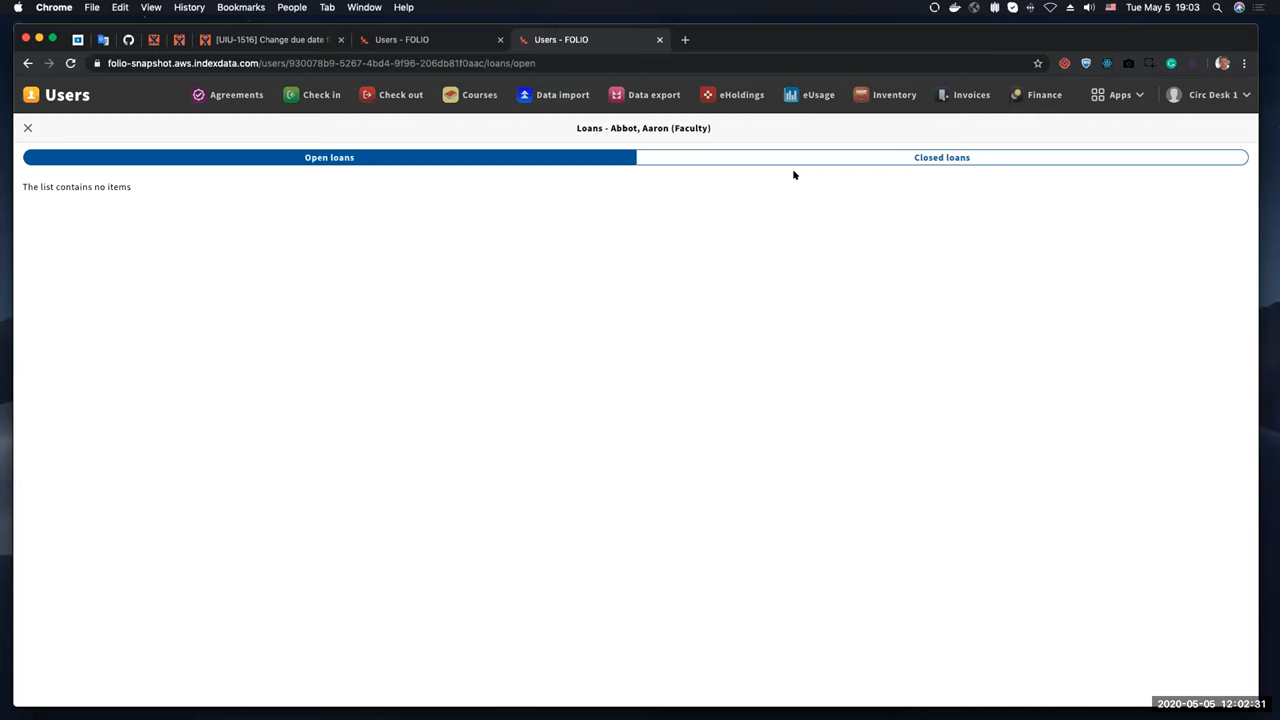 Chrome File Edit View History Bookmarks People Tab Window Help Tue May 5 19:03
[UIU-1516] Change due date f Users - FOLIO Users - FOLIO
folio-snapshot.aws.indexdata.com/users/930078b9-5267-4bd4-9f96-206db81f0aac/loans/open
Users Agreements Check in Check out Courses Data import Data export eHoldings eUsage Inventory Invoices Finance Apps Circ Desk 1
Loans - Abbot, Aaron (Faculty)
Open loans Closed loans
The list contains no items
2020-05-05 12:02:31